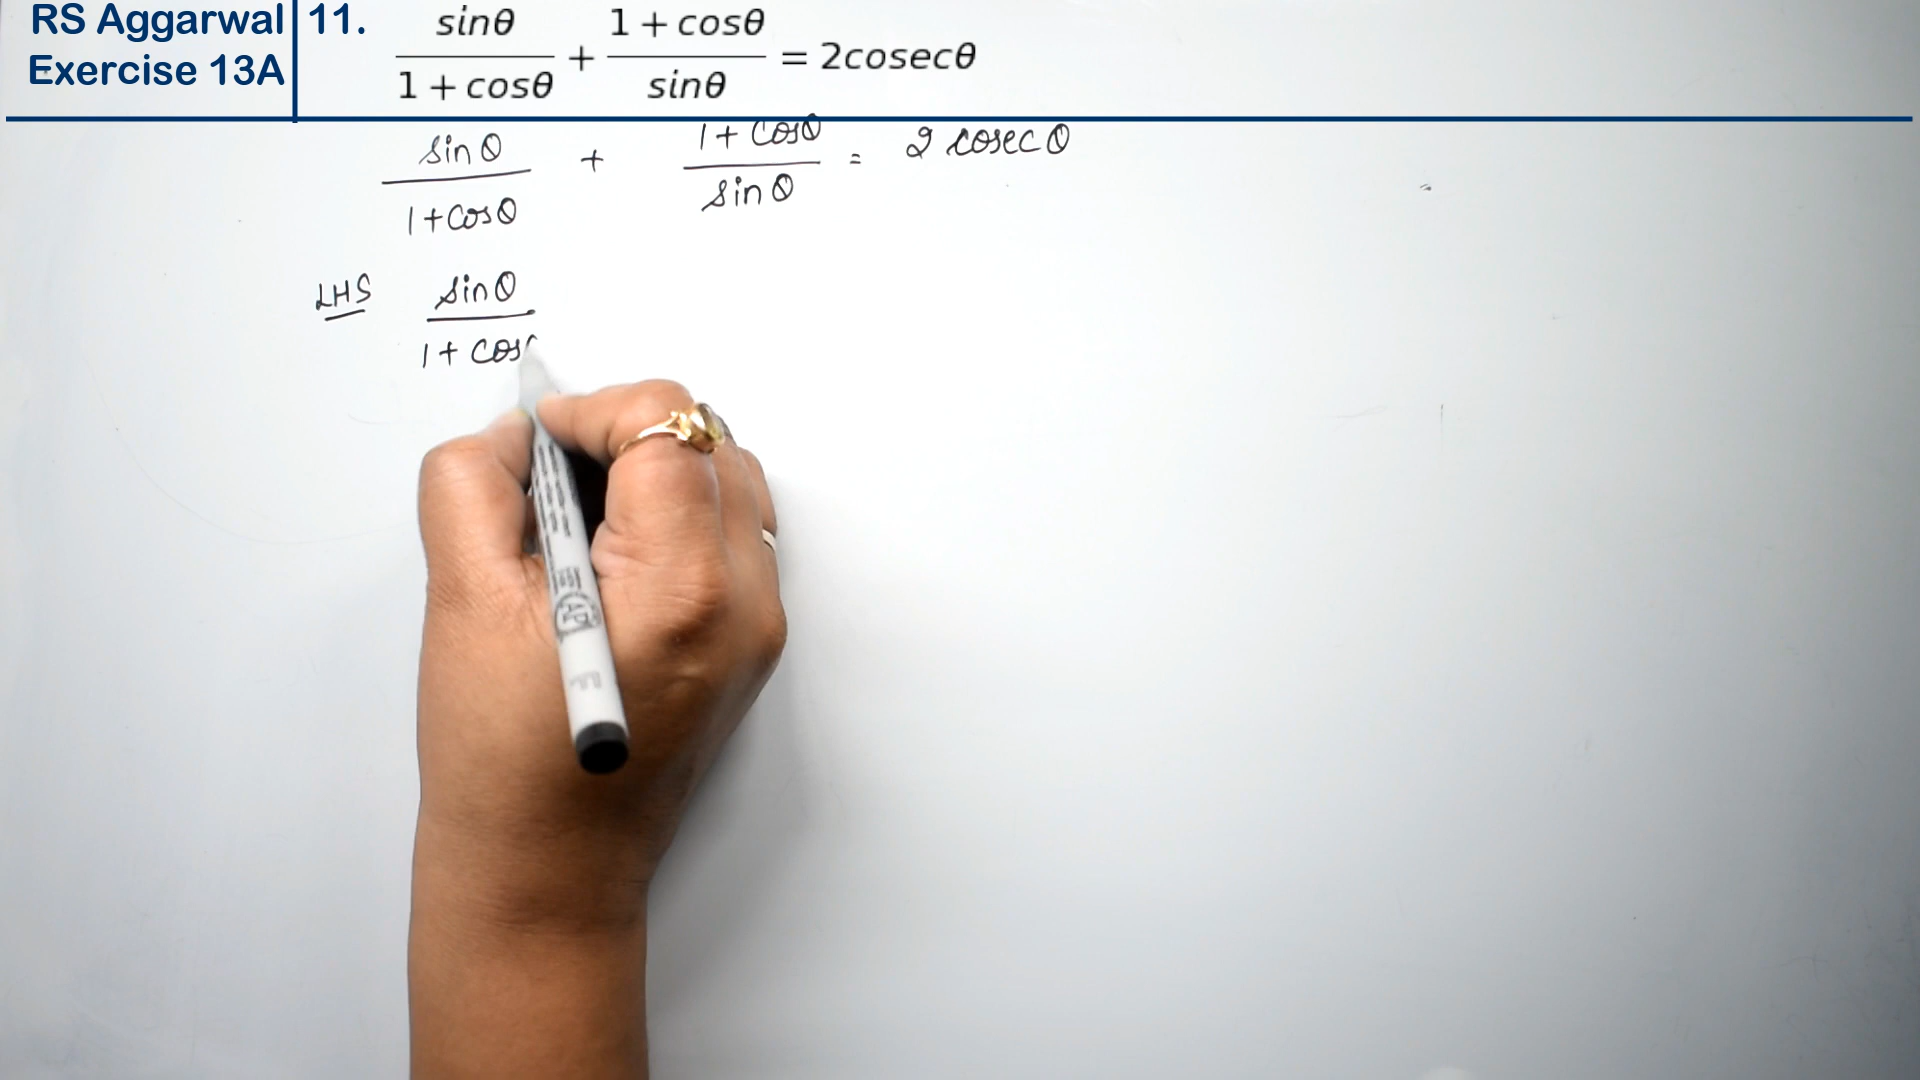 RS Aggarwal
Exercise 13A
11. sinθ/1+cosθ + 1+cosθ/sinθ = 2cosecθ
sinθ/1+cosθ + 1+cosθ/sinθ = 2 cosecθ
LHS sinθ/1+cos